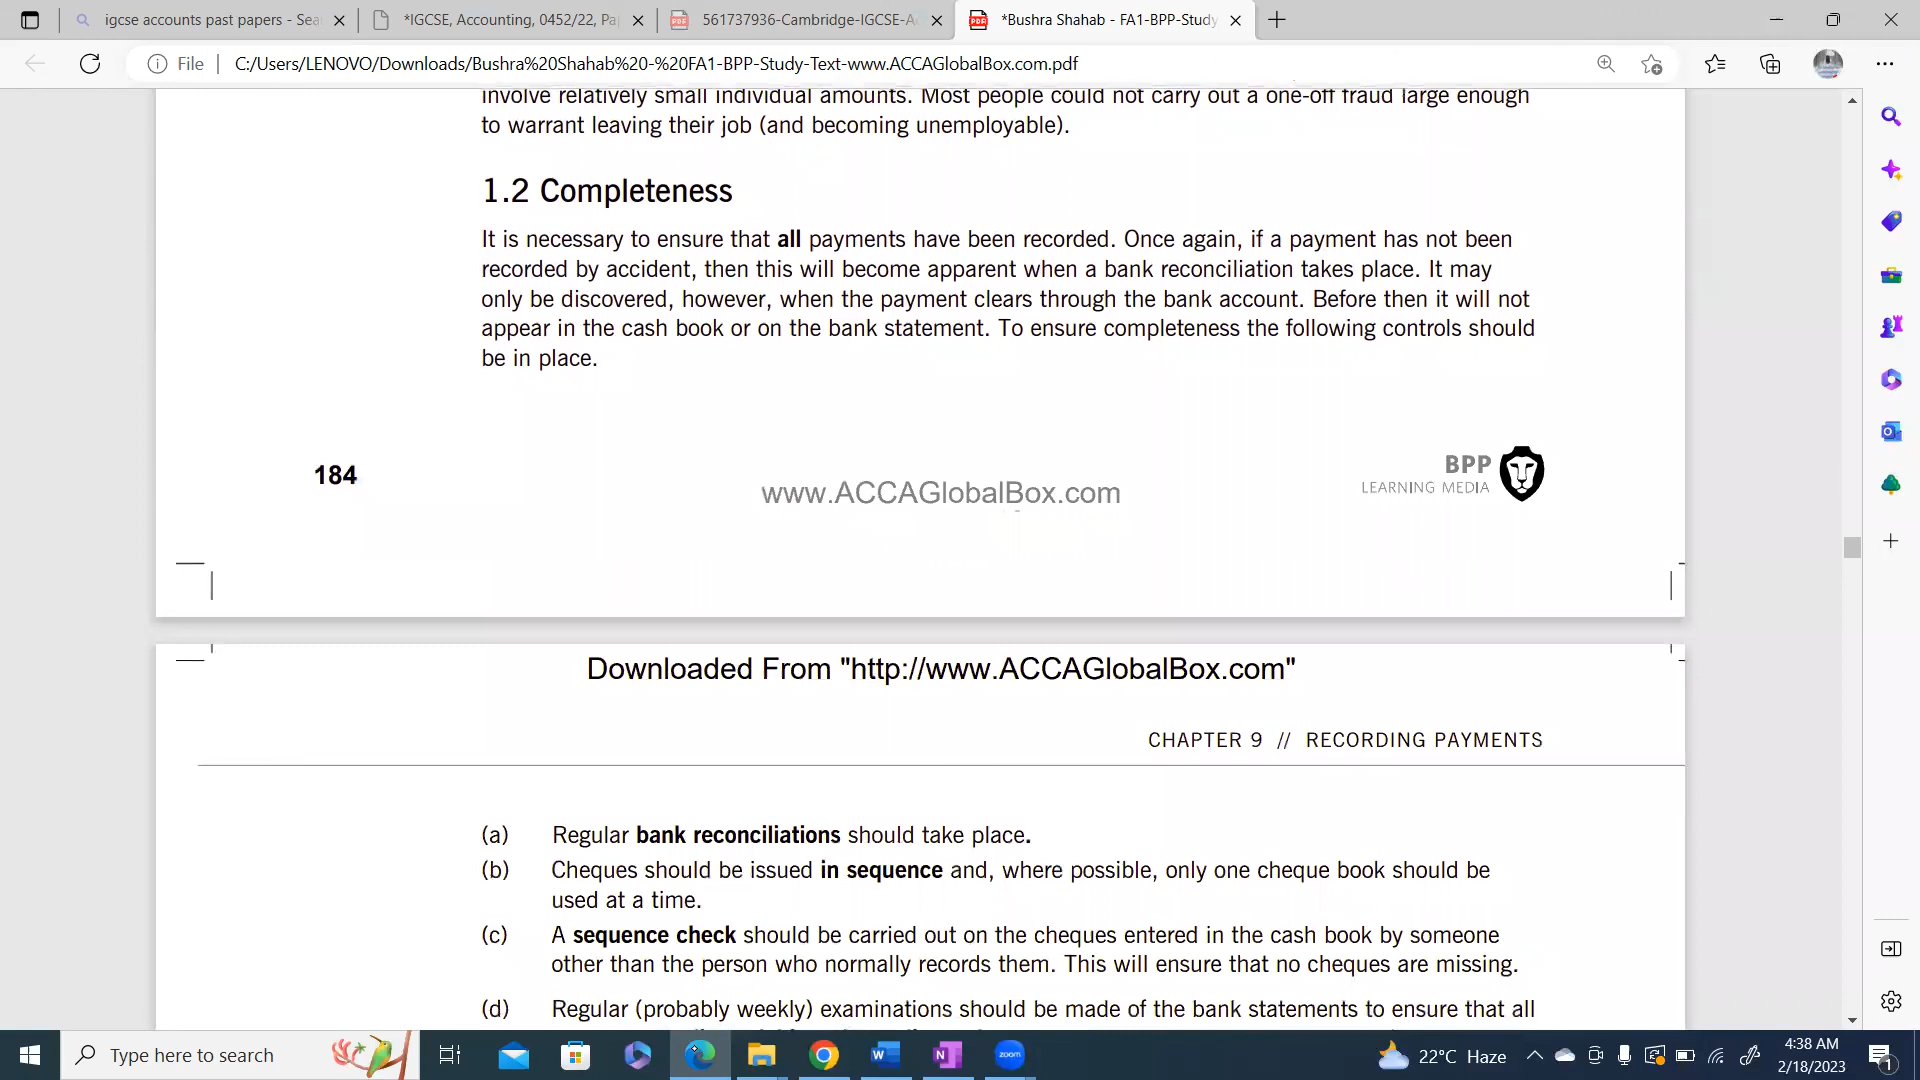 igcse accounts past papers - Sea
*IGCSE, Accounting, 0452/22, Pa
561737936-Cambridge-IGCSE-A
*Bushra Shahab - FA1-BPP-Study
File
C:/Users/LENOVO/Downloads/Bushra%20Shahab%20-%20FA1-BPP-Study-Text-www.ACCAGlobalBox.com.pdf
involve relatively small individual amounts. Most people could not carry out a one-off fraud large enough
to warrant leaving their job (and becoming unemployable).
1.2 Completeness
It is necessary to ensure that all payments have been recorded. Once again, if a payment has not been
recorded by accident, then this will become apparent when a bank reconciliation takes place. It may
only be discovered, however, when the payment clears through the bank account. Before then it will not
appear in the cash book or on the bank statement. To ensure completeness the following controls should
be in place.
184
www.ACCAGlobalBox.com
BPP
LEARNING MEDIA
Downloaded From "http://www.ACCAGlobalBox.com"
CHAPTER 9 // RECORDING PAYMENTS
(a) Regular bank reconciliations should take place.
(b) Cheques should be issued in sequence and, where possible, only one cheque book should be
used at a time.
(c) A sequence check should be carried out on the cheques entered in the cash book by someone
other than the person who normally records them. This will ensure that no cheques are missing.
(d) Regular (probably weekly) examinations should be made of the bank statements to ensure that all
Type here to search
zoom
22°C Haze
4:38 AM
2/18/2023
1